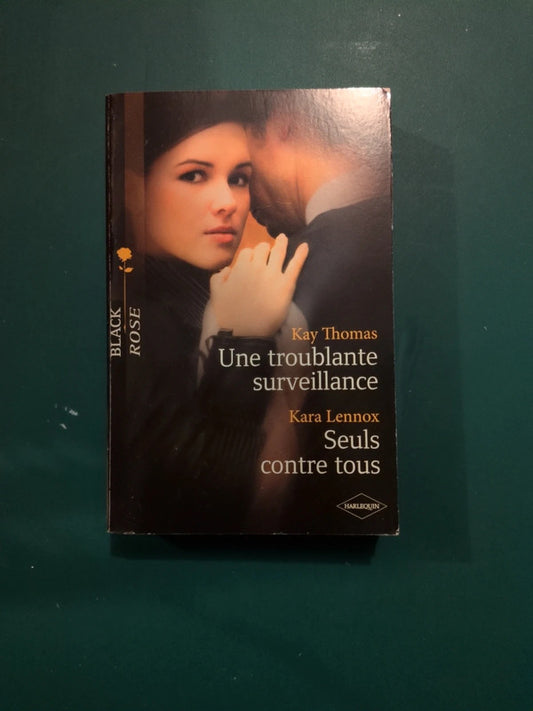 BLACK
ROSE
Kay Thomas
Une troublante
surveillance
Kara Lennox
Seuls
contre tous
HARLEQUIN